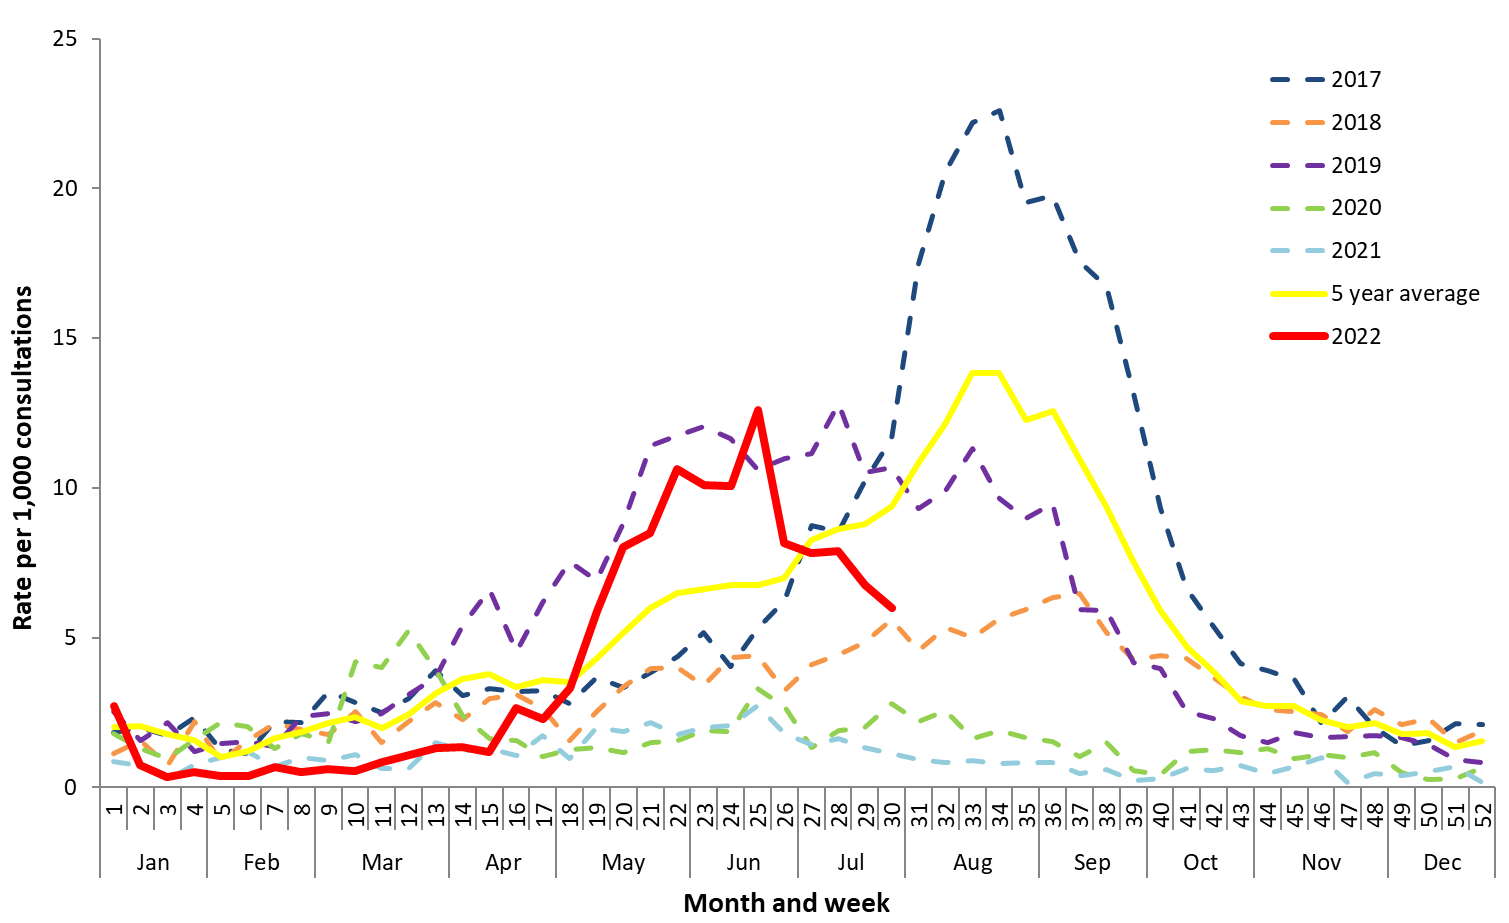 25
20
15
10
5
0
Rate per 1,000 consultations
2017
2018
2019
2020
2021
5 year average
2022
1 2 3 4 5 6 7 8 9 10 11 12 13 14 15 16 17 18 19 20 21 22 23 24 25 26 27 28 29 30 31 32 33 34 35 36 37 38 39 40 41 42 43 44 45 46 47 48 49 50 51 52
Jan Feb Mar Apr May Jun Jul Aug Sep Oct Nov Dec
Month and week